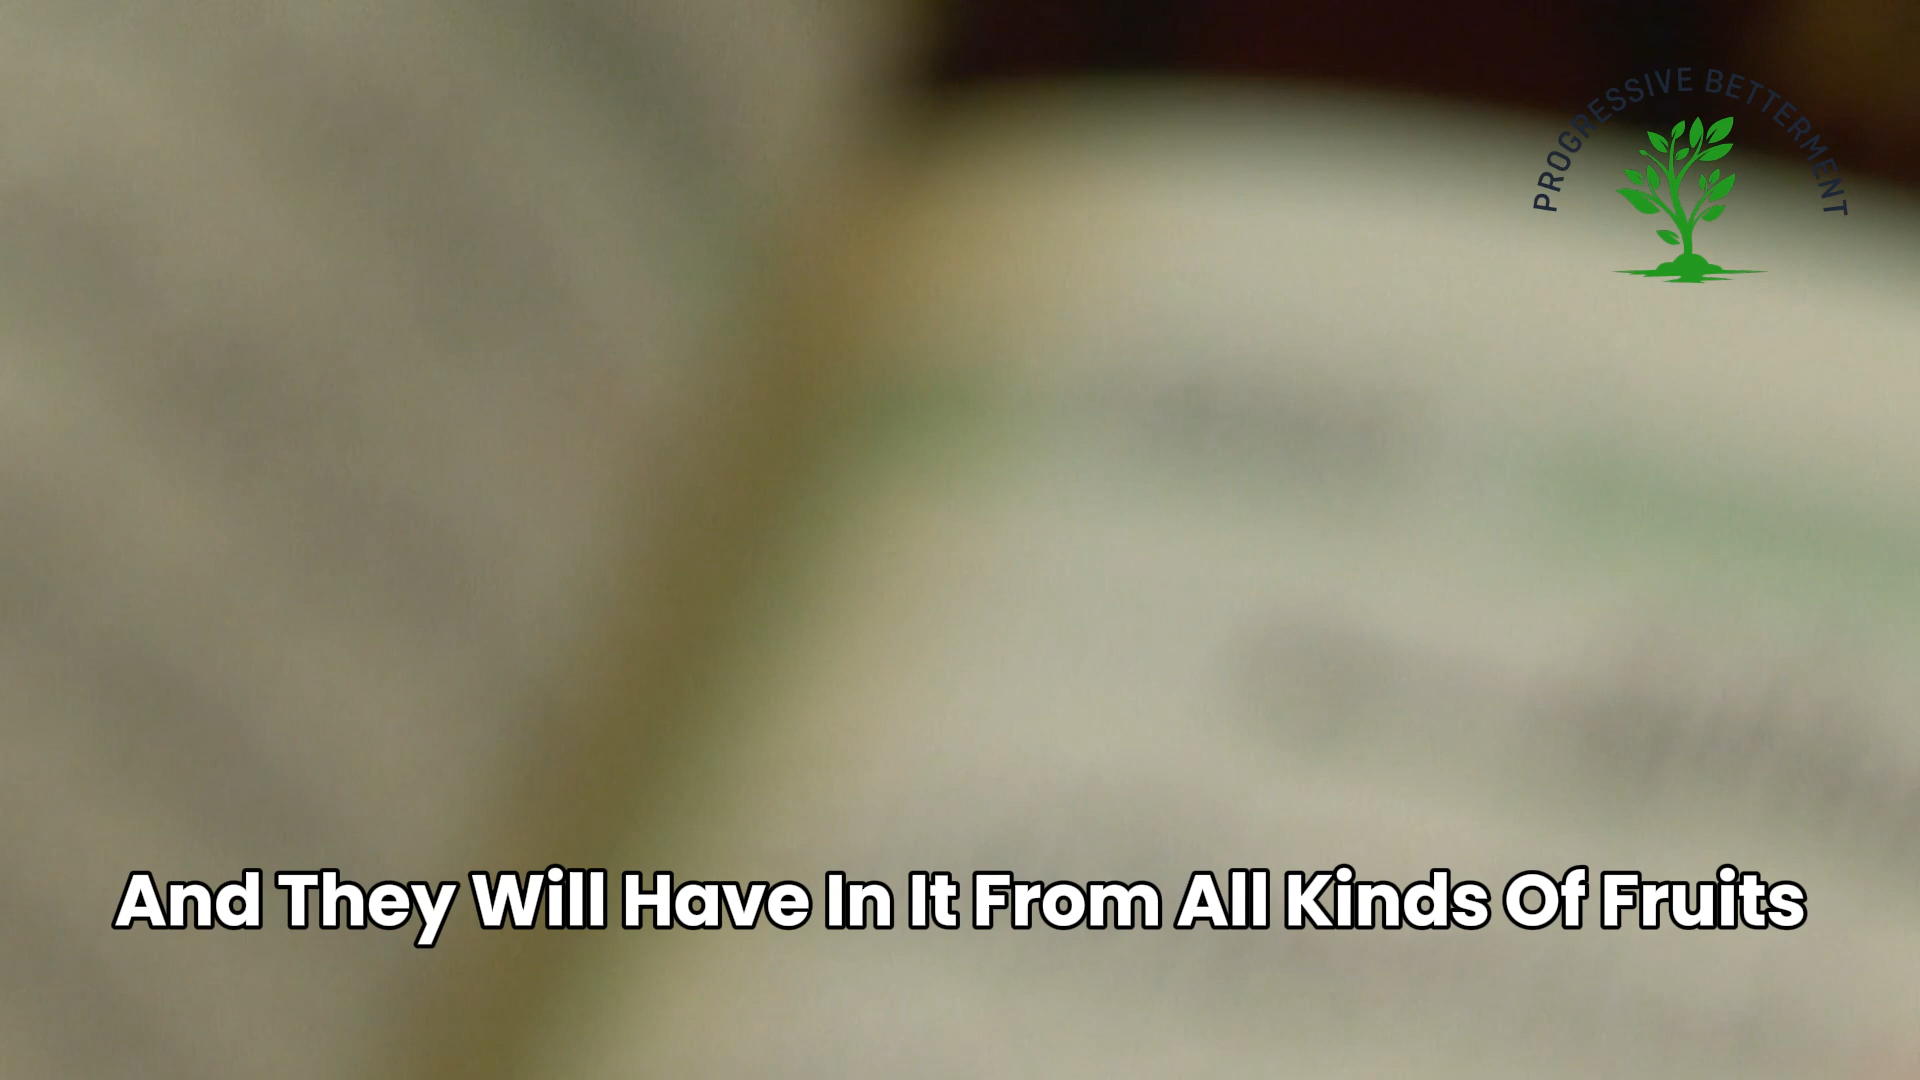 PROGRESSIVE BETTERMENT
And They Will Have In It From All Kinds Of Fruits